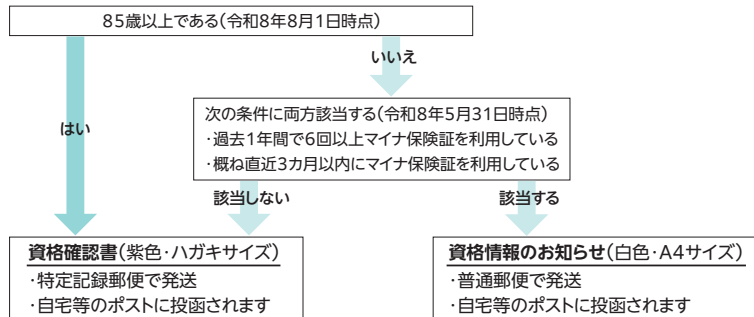 85歳以上である(令和8年8月1日時点)
いいえ
はい
次の条件に両方該当する(令和8年5月31日時点)
・過去1年間で6回以上マイナ保険証を利用している
・概ね直近3カ月以内にマイナ保険証を利用している
該当しない
該当する
資格確認書(紫色・ハガキサイズ)
・特定記録郵便で発送
・自宅等のポストに投函されます
資格情報のお知らせ(白色・A4サイズ)
・普通郵便で発送
・自宅等のポストに投函されます